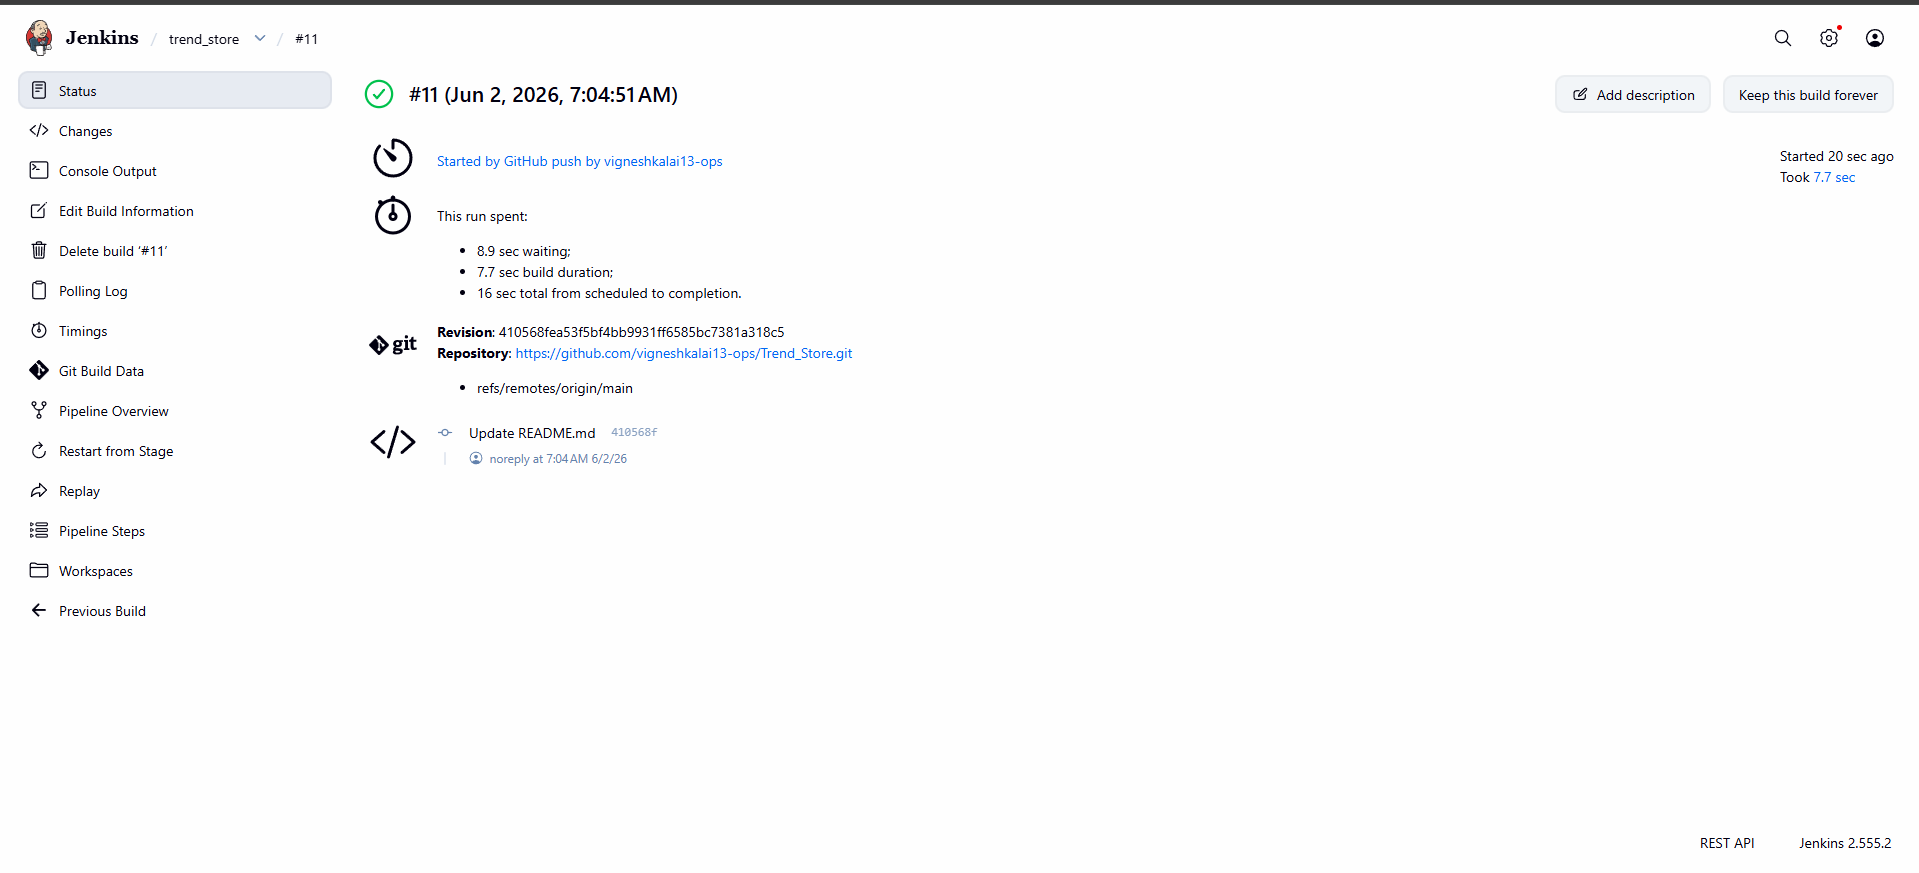 Jenkins / trend_store / #11
Status
Changes
Console Output
Edit Build Information
Delete build ‘#11’
Polling Log
Timings
Git Build Data
Pipeline Overview
Restart from Stage
Replay
Pipeline Steps
Workspaces
Previous Build
#11 (Jun 2, 2026, 7:04:51 AM)
Add description
Keep this build forever
Started by GitHub push by vigneshkalai13-ops
Started 20 sec ago
Took 7.7 sec
This run spent:
• 8.9 sec waiting;
• 7.7 sec build duration;
• 16 sec total from scheduled to completion.
git
Revision: 410568fea53f5bf4bb9931ff6585bc7381a318c5
Repository: https://github.com/vigneshkalai13-ops/Trend_Store.git
• refs/remotes/origin/main
Update README.md 410568f
noreply at 7:04 AM 6/2/26
REST API
Jenkins 2.555.2